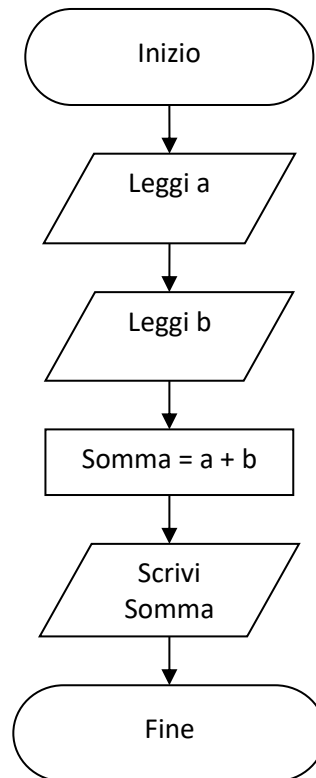 Inizio
Leggi a
Leggi b
Somma = a + b
Scrivi
Somma
Fine